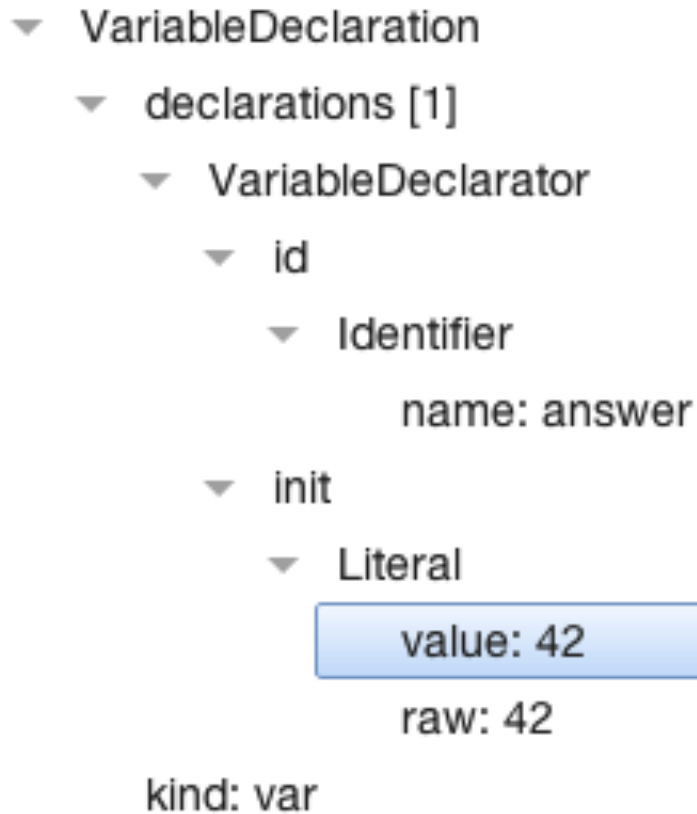 VariableDeclaration
declarations [1]
VariableDeclarator
id
Identifier
name: answer
init
Literal
value: 42
raw: 42
kind: var